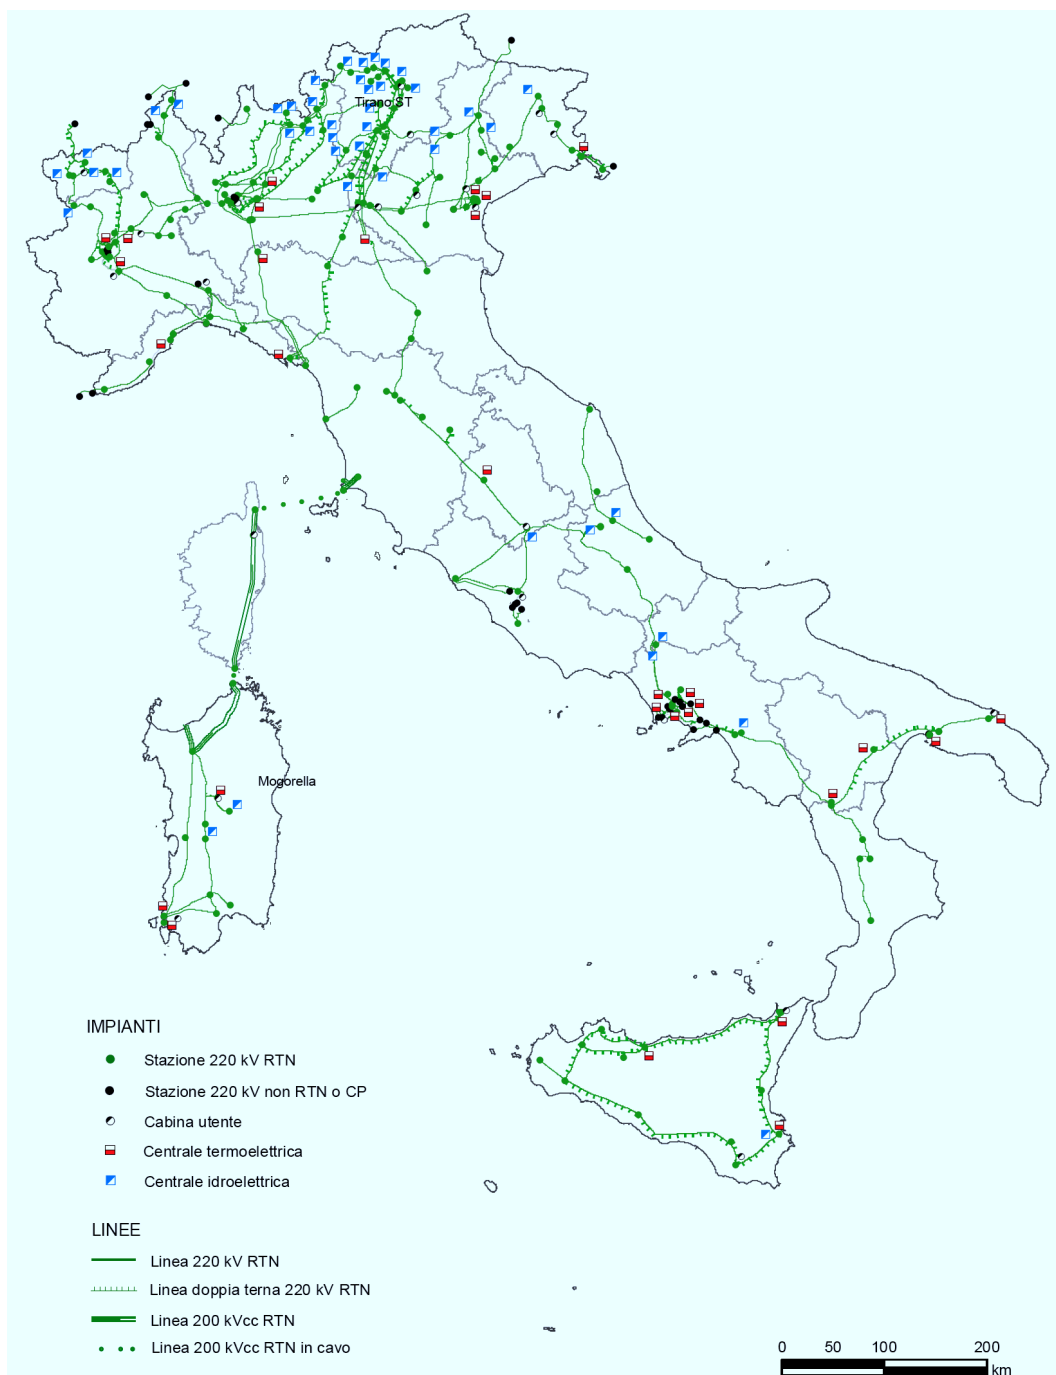 Tirano ST
Mogorella
IMPIANTI
Stazione 220 kV RTN
Stazione 220 kV non RTN o CP
Cabina utente
Centrale termoelettrica
Centrale idroelettrica
LINEE
Linea 220 kV RTN
Linea doppia terna 220 kV RTN
Linea 200 kVcc RTN
Linea 200 kVcc RTN in cavo
0 50 100 200
km